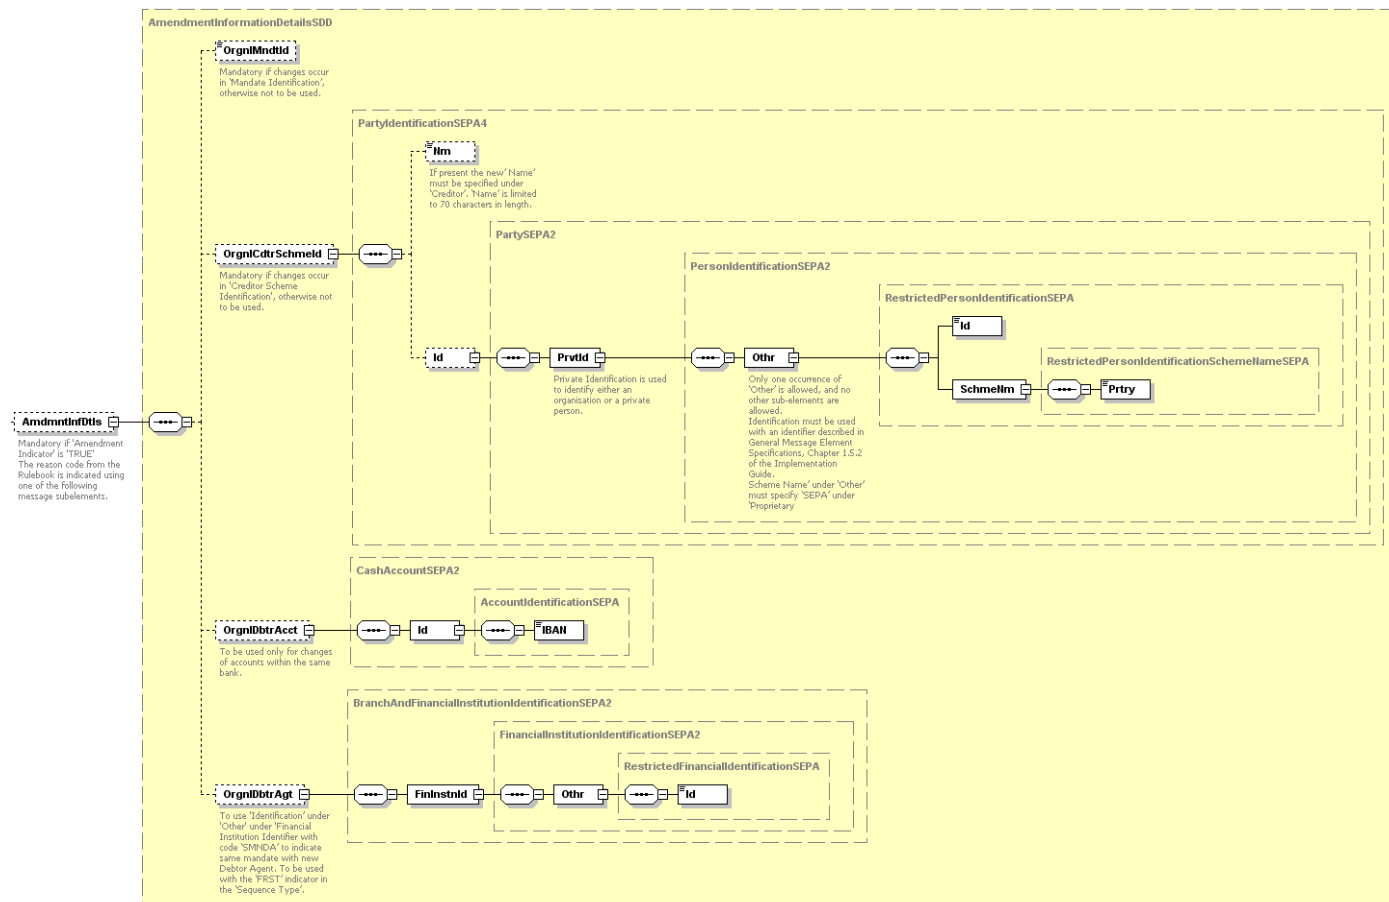 AmendmentInformationDetailsSDD
OrgnlMndtId
Mandatory if changes occur
in 'Mandate Identification',
otherwise not to be used.
PartyIdentificationSEPA4
Nm
If present the new' Name'
must be specified under
'Creditor'. 'Name' is limited
to 70 characters in length.
PartySEPA2
PersonIdentificationSEPA2
RestrictedPersonIdentificationSEPA
OrgnlCdtrSchmeId
Mandatory if changes occur
in 'Creditor Scheme
Identification', otherwise not
to be used.
Id
RestrictedPersonIdentificationSchemeNameSEPA
Id
PrvtId
Othr
Private Identification is used
to identify either an
organisation or a private
person.
Only one occurrence of
'Other' is allowed, and no
other sub-elements are
allowed.
Identification must be used
with an identifier described in
General Message Element
Specifications, Chapter 1.5.2
of the Implementation
Guide.
Scheme Name' under 'Other'
must specify 'SEPA' under
'Proprietary
SchmeNm
Prtry
AmdmntInfDtls
Mandatory if 'Amendment
Indicator' is 'TRUE'
The reason code from the
Rulebook is indicated using
one of the following
message subelements.
CashAccountSEPA2
AccountIdentificationSEPA
OrgnlDbtrAcct
Id
IBAN
To be used only for changes
of accounts within the same
bank.
BranchAndFinancialInstitutionIdentificationSEPA2
FinancialInstitutionIdentificationSEPA2
RestrictedFinancialIdentificationSEPA
OrgnlDbtrAgt
FinInstnId
Othr
Id
To use 'Identification' under
'Other' under 'Financial
Institution Identifier with
code 'SMNDA' to indicate
same mandate with new
Debtor Agent. To be used
with the 'FRST' indicator in
the 'Sequence Type'.